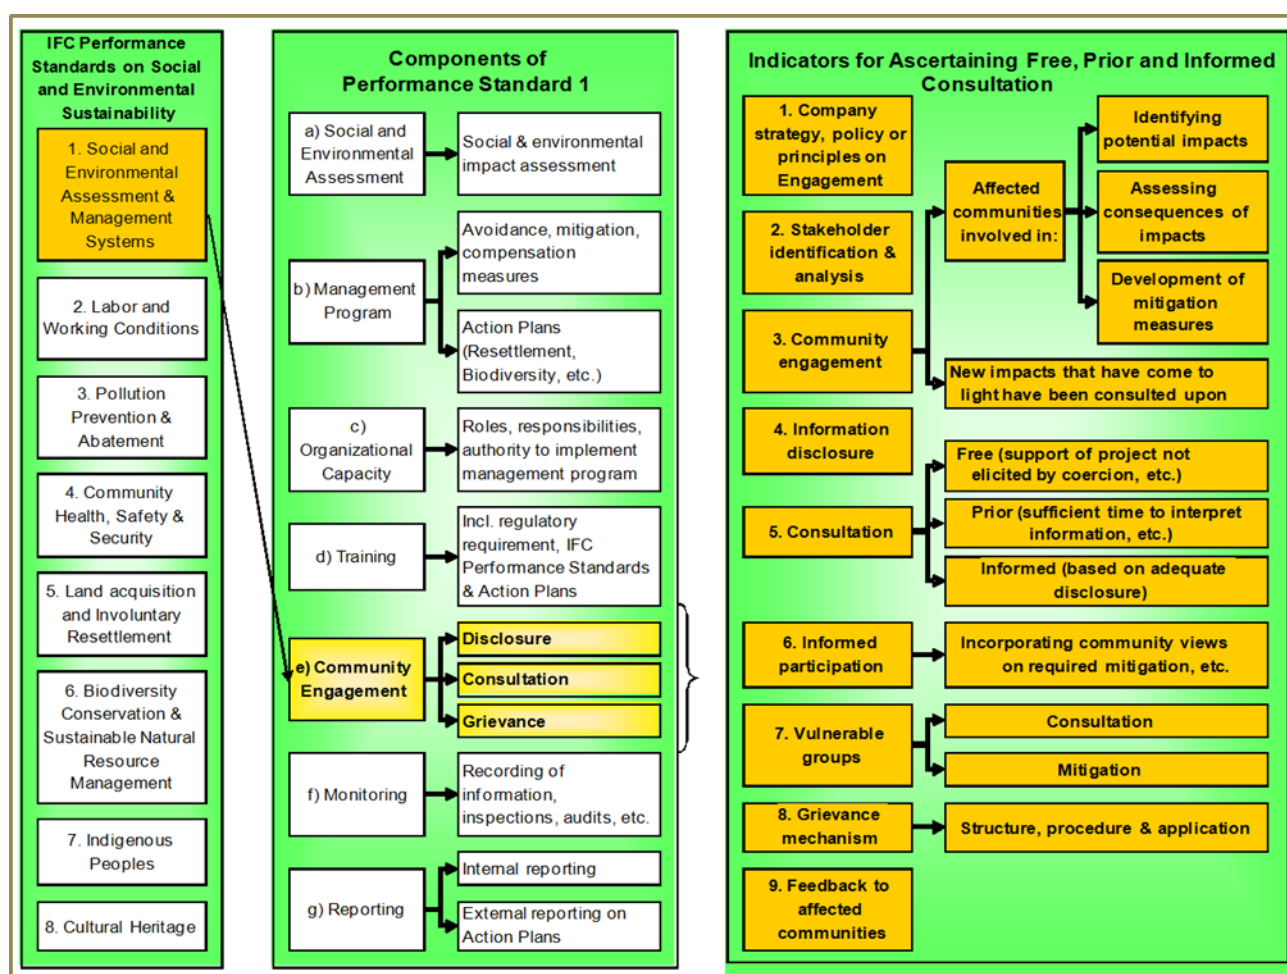 IFC Performance
Standards on Social
and Environmental
Sustainability
1. Social and
Environmental
Assessment &
Management
Systems
2. Labor and
Working Conditions
3. Pollution
Prevention &
Abatement
4. Community
Health, Safety &
Security
5. Land acquisition
and Involuntary
Resettlement
6. Biodiversity
Conservation &
Sustainable Natural
Resource
Management
7. Indigenous
Peoples
8. Cultural Heritage
Components of
Performance Standard 1
a) Social and
Environmental
Assessment
Social & environmental
impact assessment
b) Management
Program
Avoidance, mitigation,
compensation
measures
Action Plans
(Resettlement,
Biodiversity, etc.)
c)
Organizational
Capacity
Roles, responsibilities,
authority to implement
management program
d) Training
Incl. regulatory
requirement, IFC
Performance Standards
& Action Plans
e) Community
Engagement
Disclosure
Consultation
Grievance
f) Monitoring
Recording of
information,
inspections, audits, etc.
g) Reporting
Internal reporting
External reporting on
Action Plans
Indicators for Ascertaining Free, Prior and Informed
Consultation
1. Company
strategy, policy or
principles on
Engagement
2. Stakeholder
identification &
analysis
3. Community
engagement
Affected
communities
involved in:
Identifying
potential impacts
Assessing
consequences of
impacts
Development of
mitigation
measures
New impacts that have come to
light have been consulted upon
4. Information
disclosure
5. Consultation
Free (support of project not
elicited by coercion, etc.)
Prior (sufficient time to interpret
information, etc.)
Informed (based on adequate
disclosure)
6. Informed
participation
Incorporating community views
on required mitigation, etc.
7. Vulnerable
groups
Consultation
Mitigation
8. Grievance
mechanism
Structure, procedure & application
9. Feedback to
affected
communities